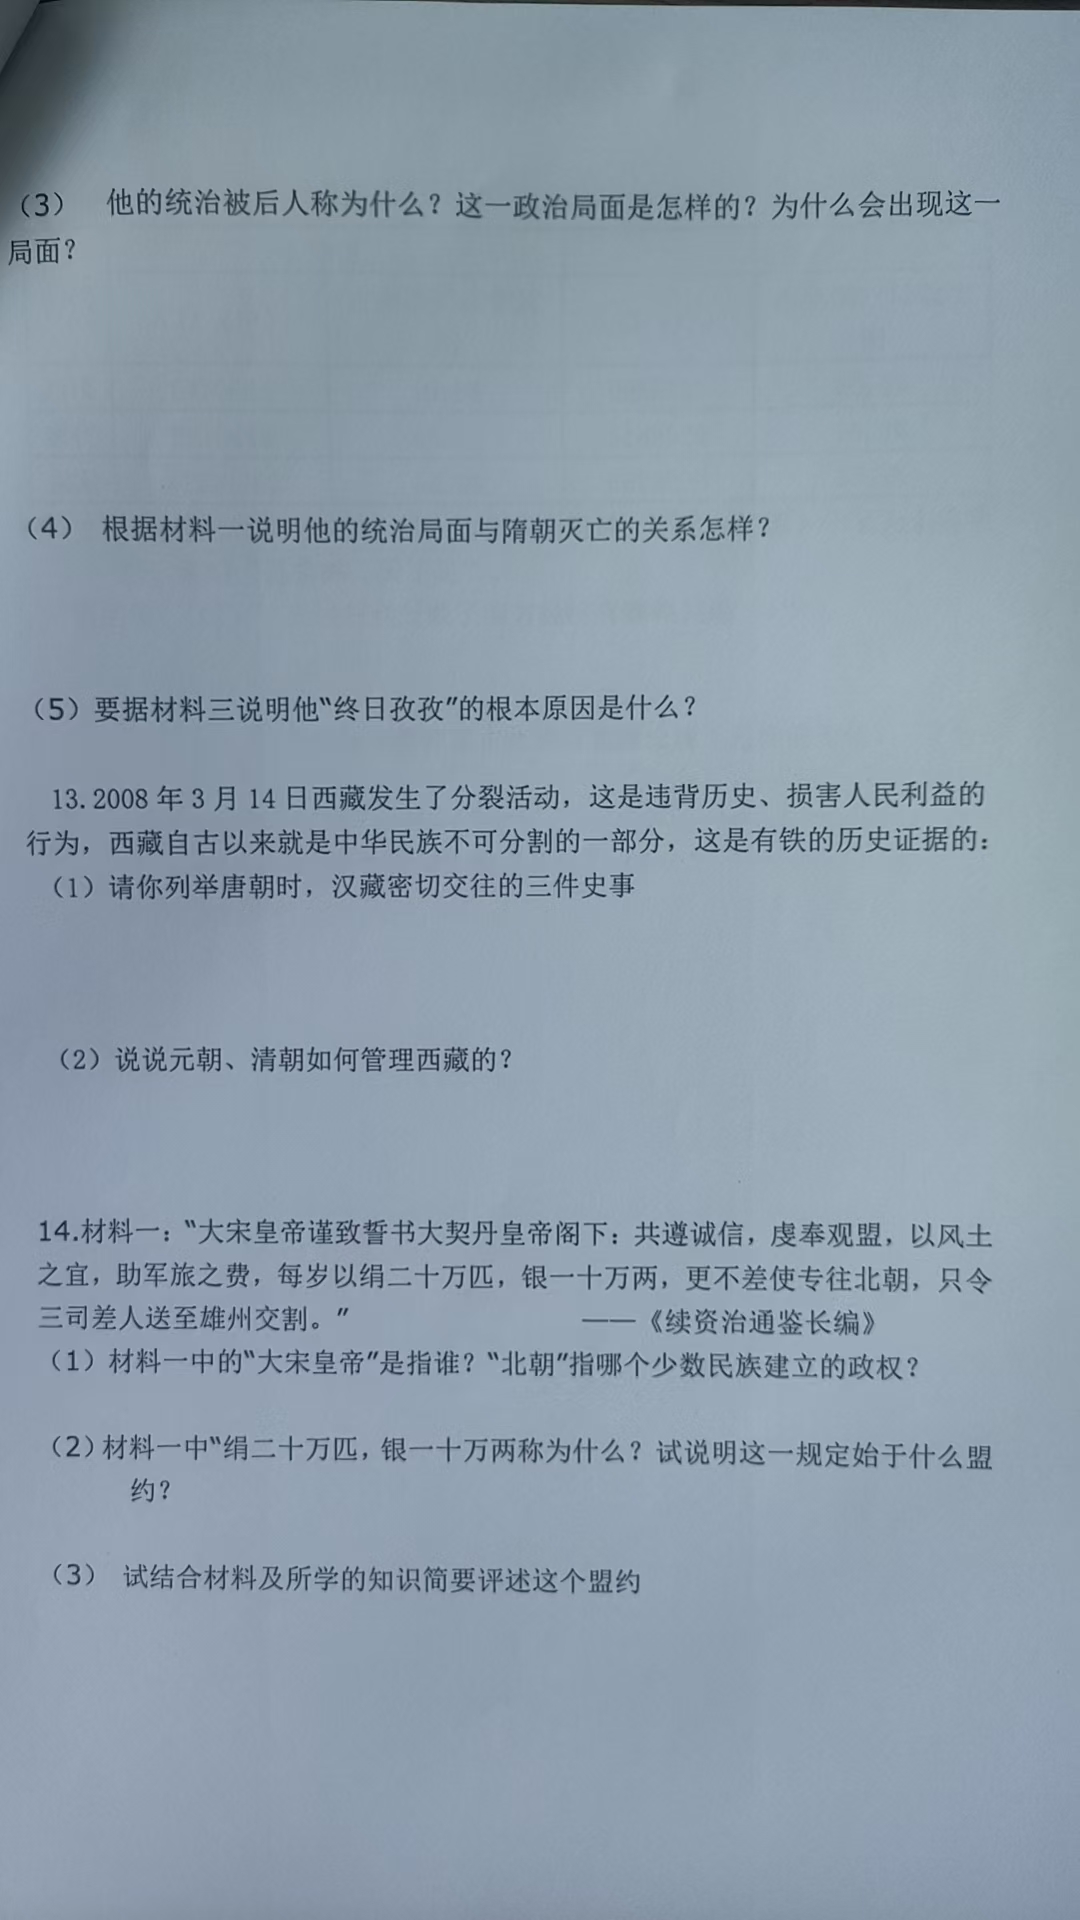 （3） 他的统治被后人称为什么？这一政治局面是怎样的？为什么会出现这一
局面？
（4） 根据材料一说明他的统治局面与隋朝灭亡的关系怎样？
（5）要据材料三说明他“终日孜孜”的根本原因是什么？
13.2008年3月14日西藏发生了分裂活动，这是违背历史、损害人民利益的
行为，西藏自古以来就是中华民族不可分割的一部分，这是有铁的历史证据的：
（1）请你列举唐朝时，汉藏密切交往的三件史事
（2）说说元朝、清朝如何管理西藏的？
14.材料一：“大宋皇帝谨致誓书大契丹皇帝阁下：共遵诚信，虔奉观盟，以风土
之宜，助军旅之费，每岁以绢二十万匹，银一十万两，更不差使专往北朝，只令
三司差人送至雄州交割。”　　——《续资治通鉴长编》
（1）材料一中的“大宋皇帝”是指谁？“北朝”指哪个少数民族建立的政权？
（2）材料一中“绢二十万匹，银一十万两称为什么？试说明这一规定始于什么盟
约？
（3） 试结合材料及所学的知识简要评述这个盟约